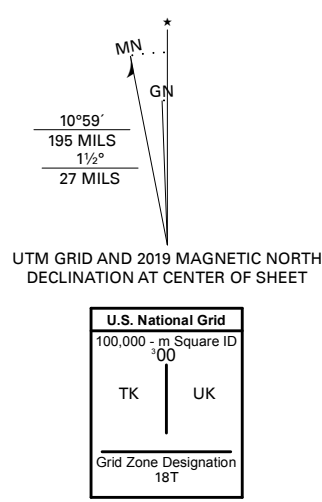 ★
MN
GN
10°59´
195 MILS
1½°
27 MILS
UTM GRID AND 2019 MAGNETIC NORTH
DECLINATION AT CENTER OF SHEET
U.S. National Grid
100,000 - m Square ID
³00
TK UK
Grid Zone Designation
18T